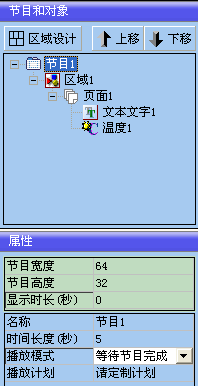 节目和对象
区域设计 上移 下移
节目1
区域1
页面1
文本文字1
温度1
属性
节目宽度 64
节目高度 32
显示时长(秒) 0
名称 节目1
时间长度(秒) 5
播放模式 等待节目完成
播放计划 请定制计划